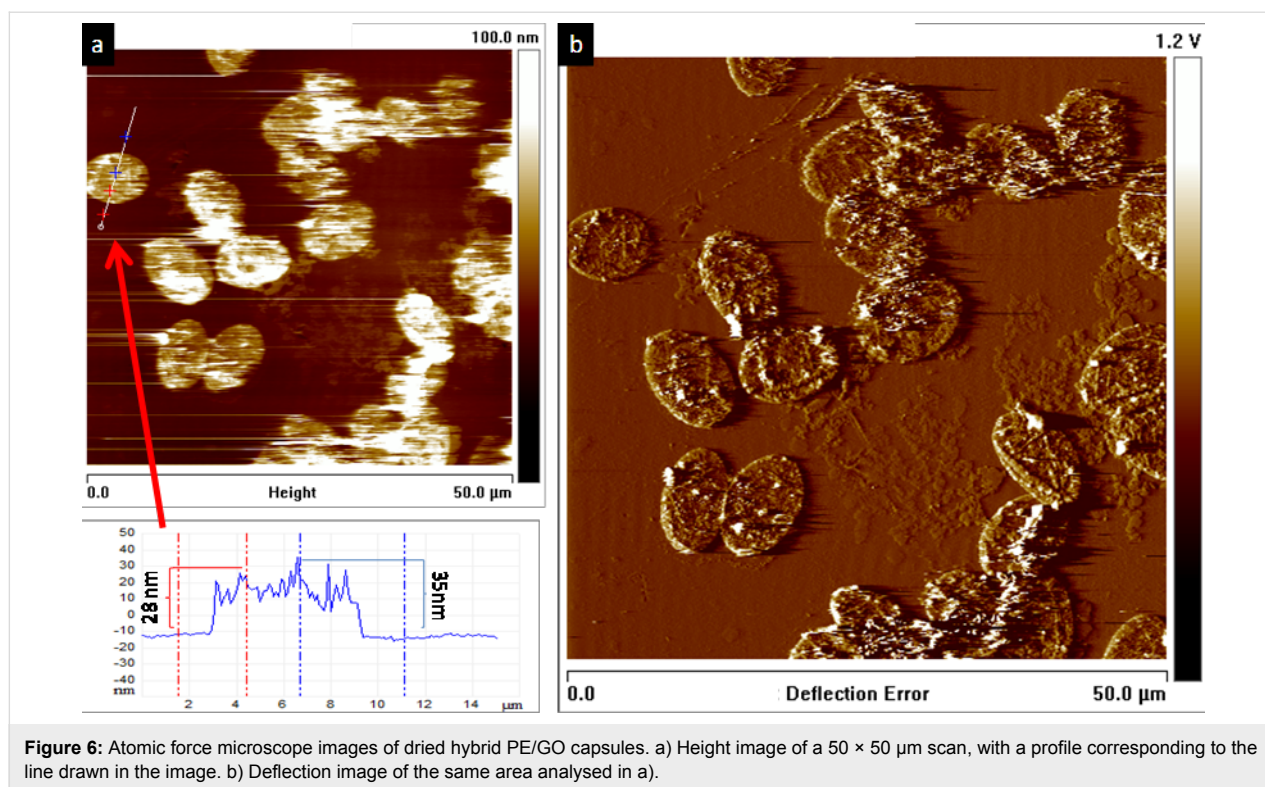 a
100.0 nm
0.0 Height 50.0 µm
50
40
30
20
10
0
-10
-20
-30
-40
nm
28 nm
35nm
2 4 6 8 10 12 14 µm
b
1.2 V
0.0 : Deflection Error 50.0 µm
Figure 6: Atomic force microscope images of dried hybrid PE/GO capsules. a) Height image of a 50 × 50 µm scan, with a profile corresponding to the
line drawn in the image. b) Deflection image of the same area analysed in a).